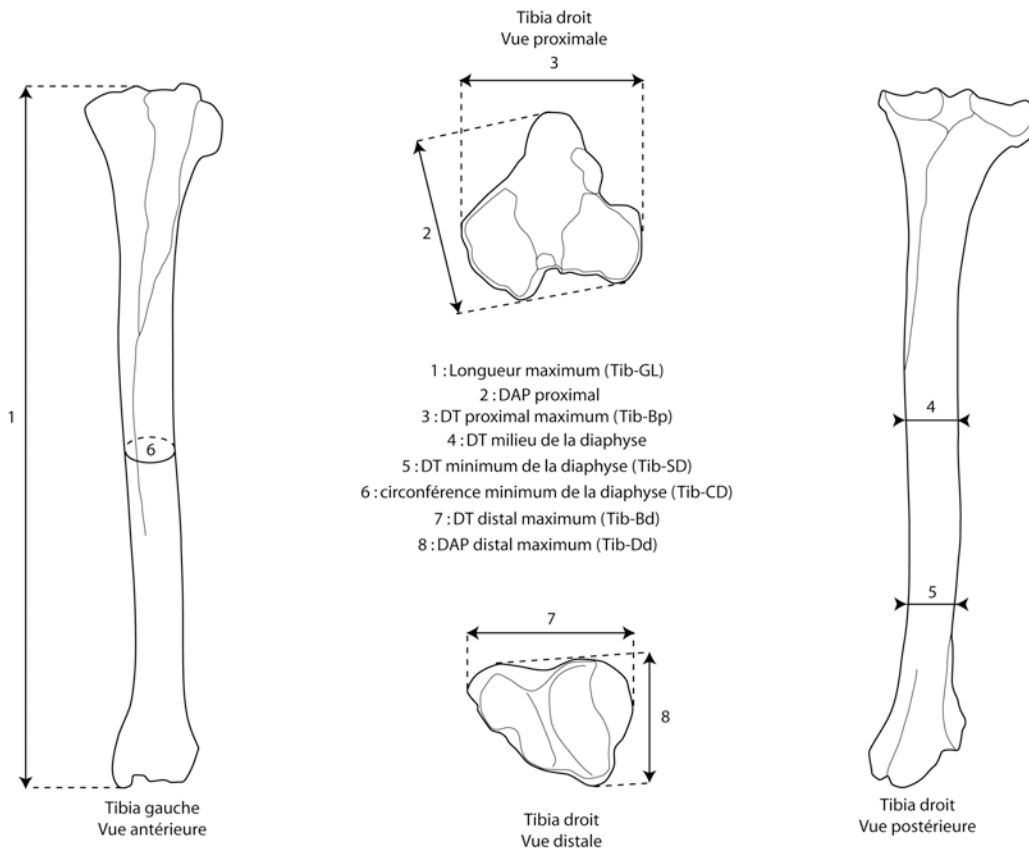 Tibia droit
Vue proximale
3
2
1
1 : Longueur maximum (Tib-GL)
2 : DAP proximal
3 : DT proximal maximum (Tib-Bp)
4 : DT milieu de la diaphyse
5 : DT minimum de la diaphyse (Tib-SD)
6 : circonférence minimum de la diaphyse (Tib-CD)
7 : DT distal maximum (Tib-Bd)
8 : DAP distal maximum (Tib-Dd)
4
6
5
7
8
Tibia gauche
Vue antérieure
Tibia droit
Vue distale
Tibia droit
Vue postérieure